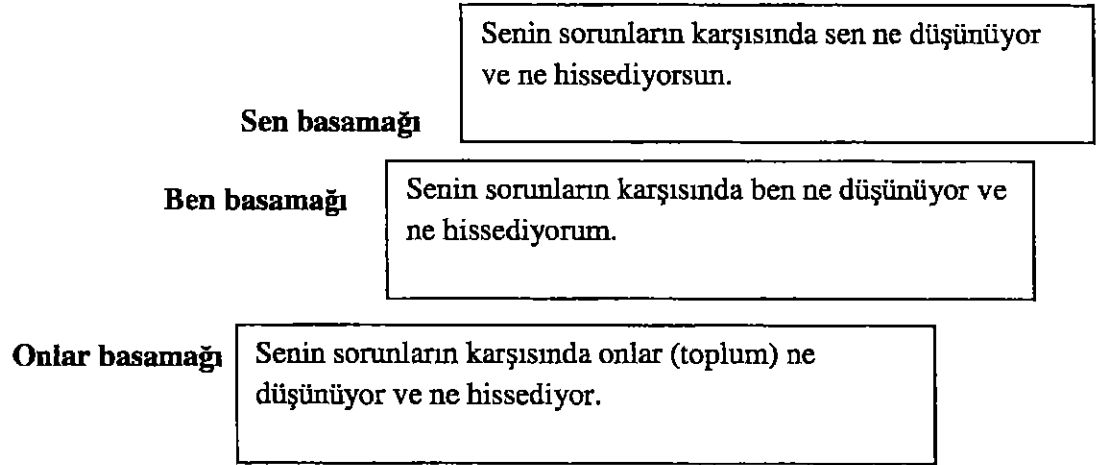 Senin sorunların karşısında sen ne düşünüyor
ve ne hissediyorsun.
Sen basamağı
Senin sorunların karşısında ben ne düşünüyor ve
ne hissediyorum.
Ben basamağı
Onlar basamağı
Senin sorunların karşısında onlar (toplum) ne
düşünüyor ve ne hissediyor.